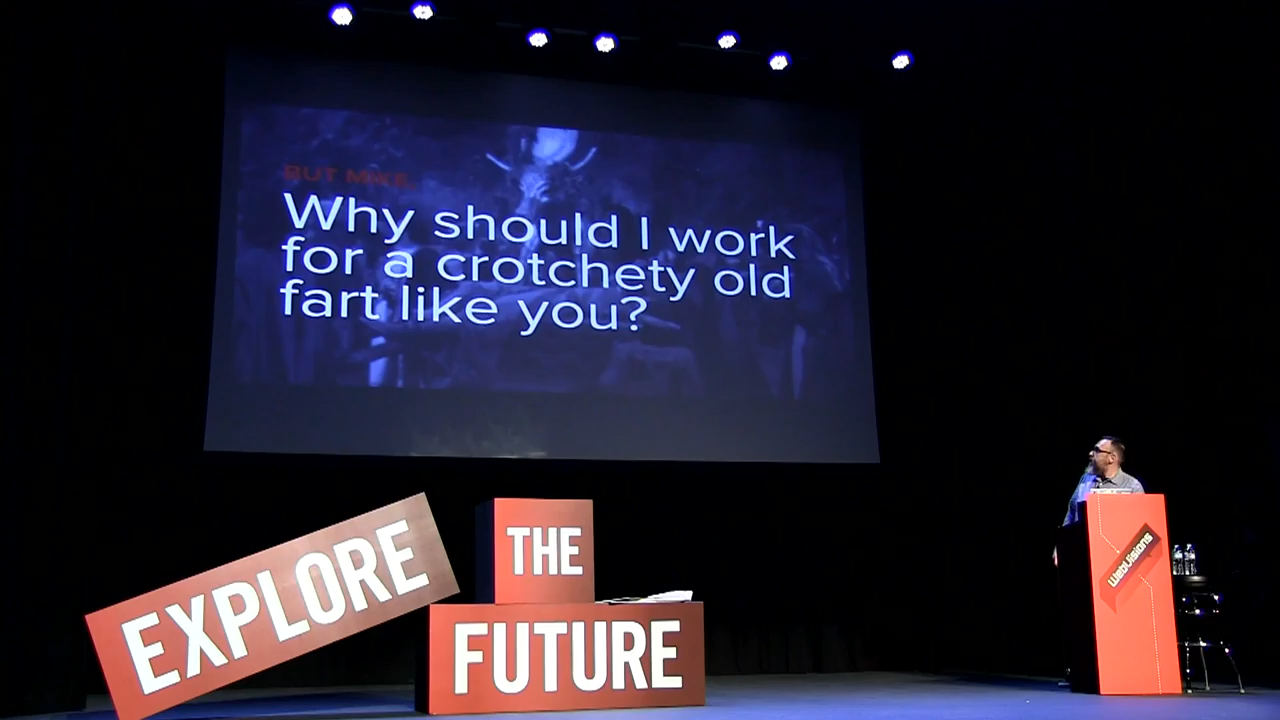 BUT MIKE,
Why should I work
for a crotchety old
fart like you?
EXPLORE
THE
FUTURE
WebVisions